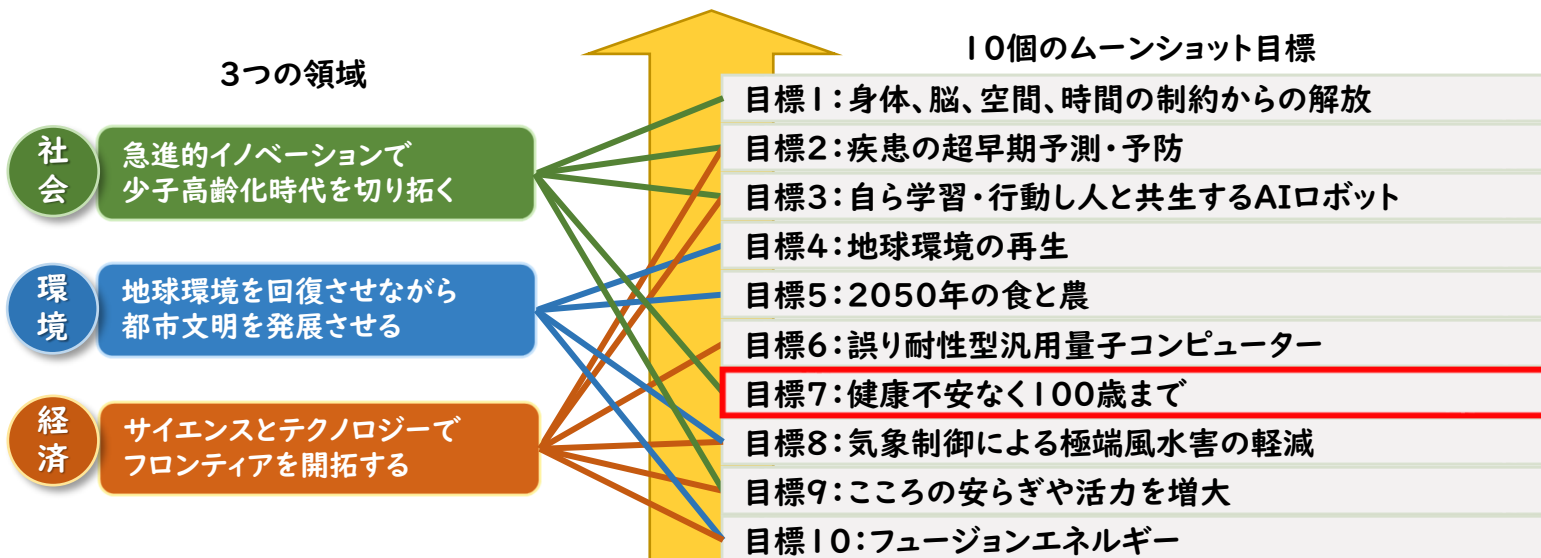 3つの領域
社会
急進的イノベーションで
少子高齢化時代を切り拓く
環境
地球環境を回復させながら
都市文明を発展させる
経済
サイエンスとテクノロジーで
フロンティアを開拓する
10個のムーンショット目標
目標1:身体、脳、空間、時間の制約からの解放
目標2:疾患の超早期予測・予防
目標3:自ら学習・行動し人と共生するAIロボット
目標4:地球環境の再生
目標5:2050年の食と農
目標6:誤り耐性型汎用量子コンピューター
目標7:健康不安なく100歳まで
目標8:気象制御による極端風水害の軽減
目標9:こころの安らぎや活力を増大
目標10:フュージョンエネルギー